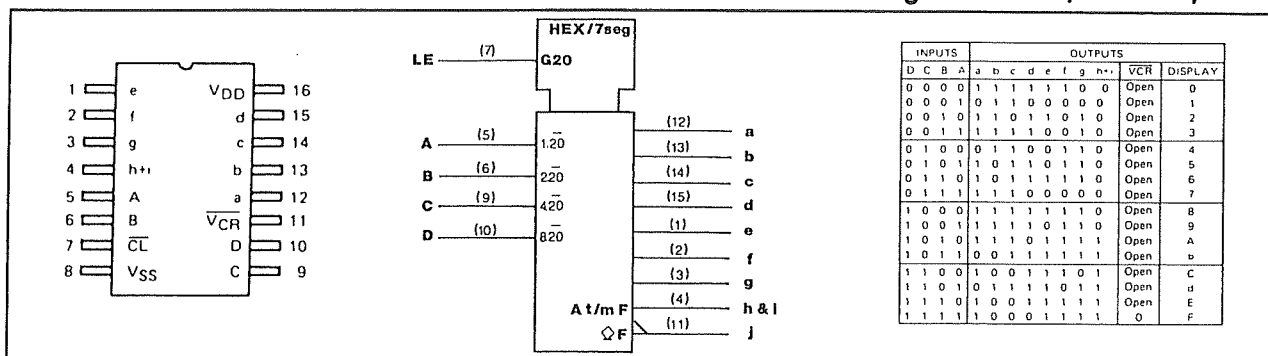 1 e VDD 16
2 f d 15
3 g c 14
4 h+i b 13
5 A a 12
6 B VCR 11
7 CL D 10
8 VSS C 9
HEX/7seg
LE (7) G20
A (5) 1.20
B (6) 220
C (9) 420
D (10) 820
(12) a
(13) b
(14) c
(15) d
(1) e
(2) f
(3) g
A t/m F (4) h & I
◇ F (11) j
INPUTS OUTPUTS
D C B A a b c d e f g h+i VCR DISPLAY
0 0 0 0 1 1 1 1 1 1 0 0 Open 0
0 0 0 1 0 1 1 0 0 0 0 0 Open 1
0 0 1 0 1 1 0 1 1 0 1 0 Open 2
0 0 1 1 1 1 1 1 0 0 1 0 Open 3
0 1 0 0 0 1 1 0 0 1 1 0 Open 4
0 1 0 1 1 0 1 1 0 1 1 0 Open 5
0 1 1 0 1 0 1 1 1 1 1 0 Open 6
0 1 1 1 1 1 1 0 0 0 0 0 Open 7
1 0 0 0 1 1 1 1 1 1 1 0 Open 8
1 0 0 1 1 1 1 1 0 1 1 0 Open 9
1 0 1 0 1 1 1 0 1 1 1 1 Open A
1 0 1 1 0 0 1 1 1 1 1 1 Open b
1 1 0 0 1 0 0 1 1 1 0 1 Open C
1 1 0 1 0 1 1 1 1 0 1 1 Open d
1 1 1 0 1 0 0 1 1 1 1 1 Open E
1 1 1 1 1 0 0 0 1 1 1 1 0 F